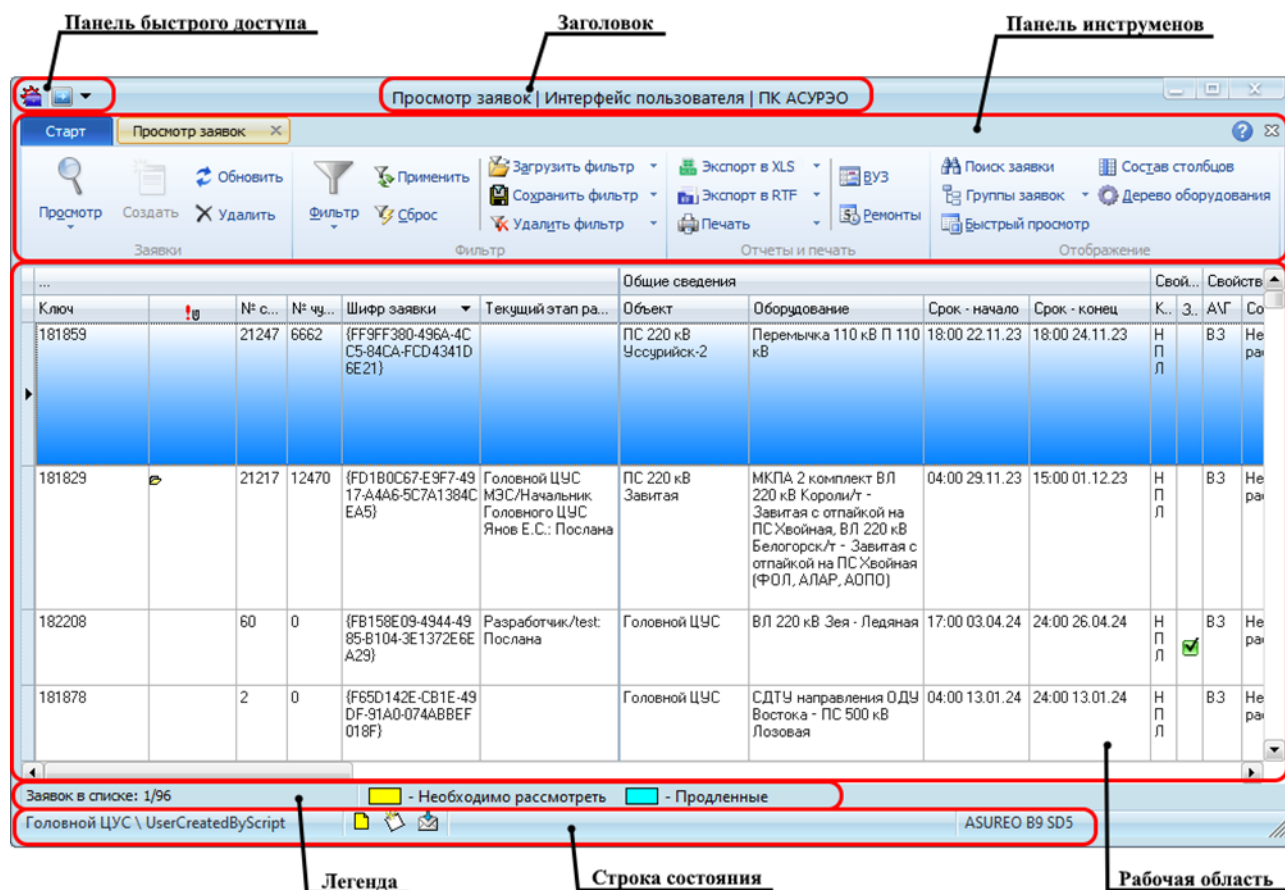 Панель быстрого доступа
Заголовок
Панель инструменов
Просмотр заявок | Интерфейс пользователя | ПК АСУРЭО
Старт
Просмотр заявок
Просмотр
Создать
Обновить
Удалить
Заявки
Фильтр
Применить
Сброс
Загрузить фильтр
Сохранить фильтр
Удалить фильтр
Фильтр
Экспорт в XLS
Экспорт в RTF
Печать
ВУЗ
Ремонты
Отчеты и печать
Поиск заявки
Группы заявок
Быстрый просмотр
Состав столбцов
Дерево оборудования
Отображение
... Общие сведения Свой... Свойств
Ключ № с... № чу... Шифр заявки Текущий этап ра... Объект Оборудование Срок - начало Срок - конец К.. З.. А\Г Со
181859 21247 6662 {FF9FF380-496A-4C ПС 220 кВ Перемычка 110 кВ П 110 18:00 22.11.23 18:00 24.11.23 Н ВЗ Не
C5-84CA-FCD4341D Уссурийск-2 кВ П ра
6E21} Л
181829 21217 12470 {FD1B0C67-E9F7-49 Головной ЦУС ПС 220 кВ МКПА 2 комплект ВЛ 04:00 29.11.23 15:00 01.12.23 Н ВЗ Не
17-A4A6-5C7A1384C МЭС/Начальник Завитая 220 кВ Короли/т - П ра
EA5} Головного ЦУС Завитая с отпайкой на Л
Янов Е.С.: Послана ПС Хвойная, ВЛ 220 кВ
Белогорск/т - Завитая с
отпайкой на ПС Хвойная
(ФОЛ, АЛАР, АОПО)
182208 60 0 {FB158E09-4944-49 Разработчик/test: Головной ЦУС ВЛ 220 кВ Зея - Ледяная 17:00 03.04.24 24:00 26.04.24 Н ВЗ Не
85-B104-3E1372E6E Послана П ра
A29} Л
181878 2 0 {F65D142E-CB1E-49 Головной ЦУС СДТУ направления ОДУ 04:00 13.01.24 24:00 13.01.24 Н ВЗ Не
DF-91A0-074ABBEF Востока - ПС 500 кВ П ра
018F} Лозовая Л
Заявок в списке: 1/96
- Необходимо рассмотреть
- Продленные
Головной ЦУС \ UserCreatedByScript
ASUREO B9 SD5
Легенда
Строка состояния
Рабочая область